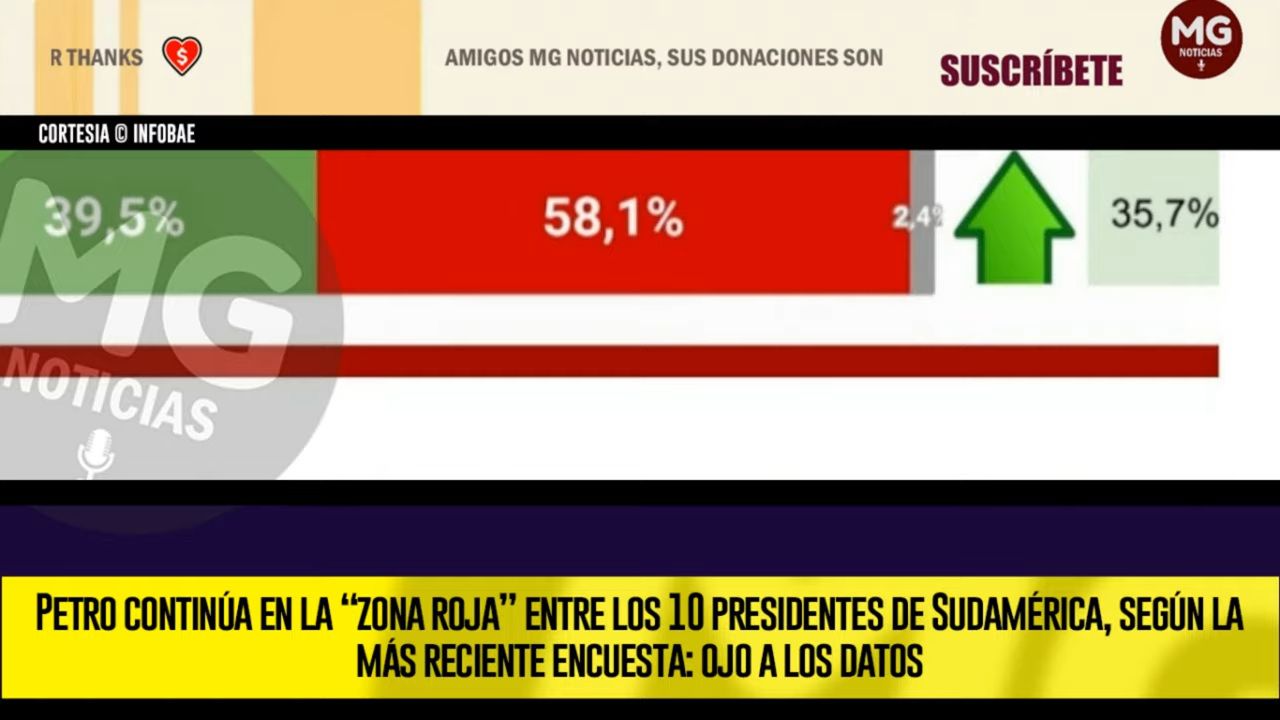 R THANKS
AMIGOS MG NOTICIAS, SUS DONACIONES SON
SUSCRÍBETE
MG
NOTICIAS
CORTESIA © INFOBAE
39,5%
58,1%
2,4%
35,7%
MG
NOTICIAS
PETRO CONTINÚA EN LA “ZONA ROJA” ENTRE LOS 10 PRESIDENTES DE SUDAMÉRICA, SEGÚN LA
MÁS RECIENTE ENCUESTA: OJO A LOS DATOS